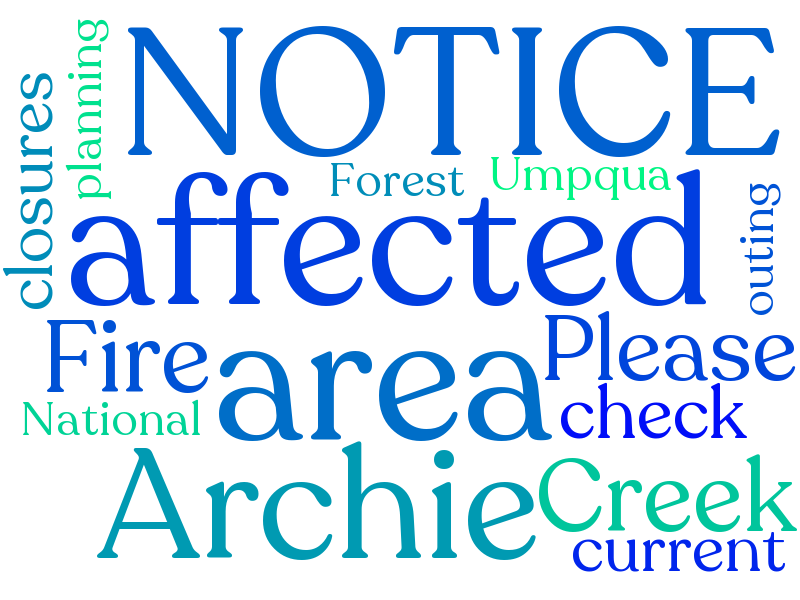 NOTICE
planning
closures
Forest
Umpqua
affected
outing
Fire
area
Please
National
check
Archie
Creek
current